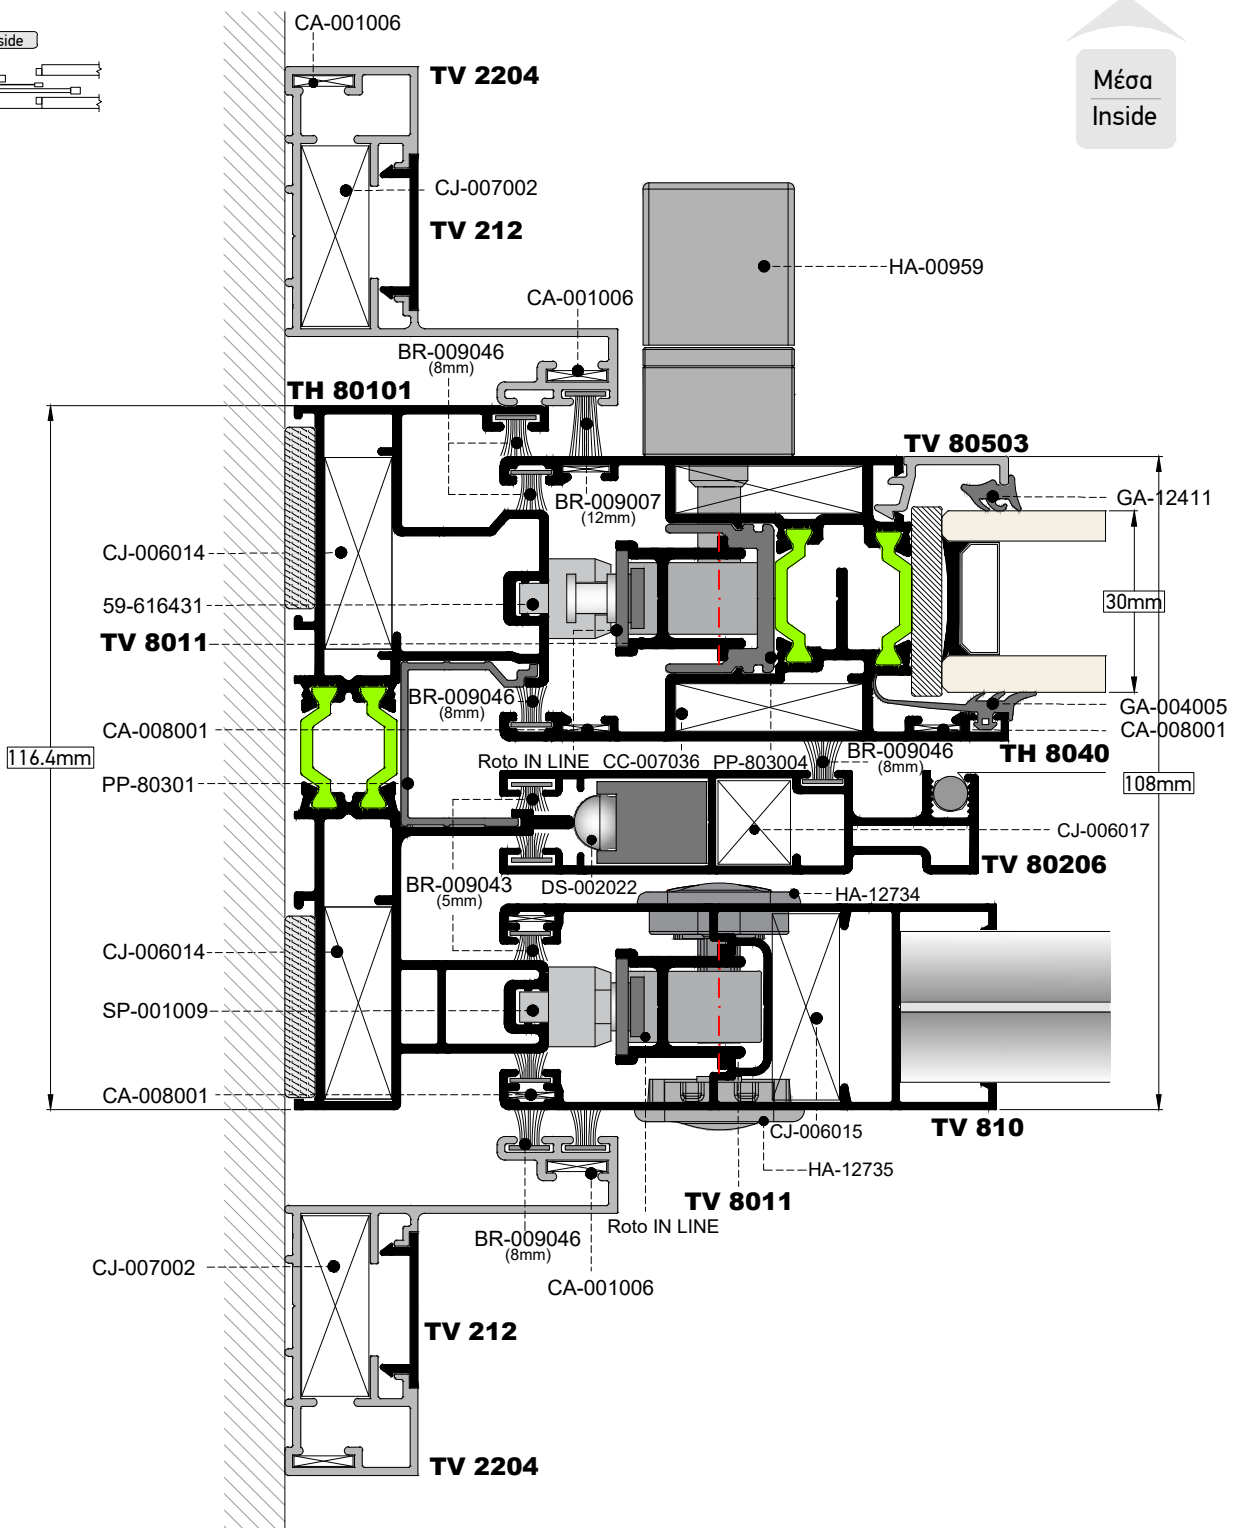 CA-001006
TV 2204
Μέσα
Inside
CJ-007002
TV 212
HA-00959
CA-001006
BR-009046
(8mm)
TH 80101
TV 80503
GA-12411
BR-009007
(12mm)
CJ-006014
59-616431
30mm
TV 8011
BR-009046
(8mm)
GA-004005
CA-008001
CA-008001
116.4mm
Roto IN LINE
CC-007036
PP-803004
BR-009046
(8mm)
TH 8040
PP-80301
108mm
CJ-006017
TV 80206
BR-009043
(5mm)
DS-002022
HA-12734
CJ-006014
SP-001009
CA-008001
CJ-006015
TV 810
HA-12735
TV 8011
Roto IN LINE
BR-009046
(8mm)
CJ-007002
CA-001006
TV 212
TV 2204